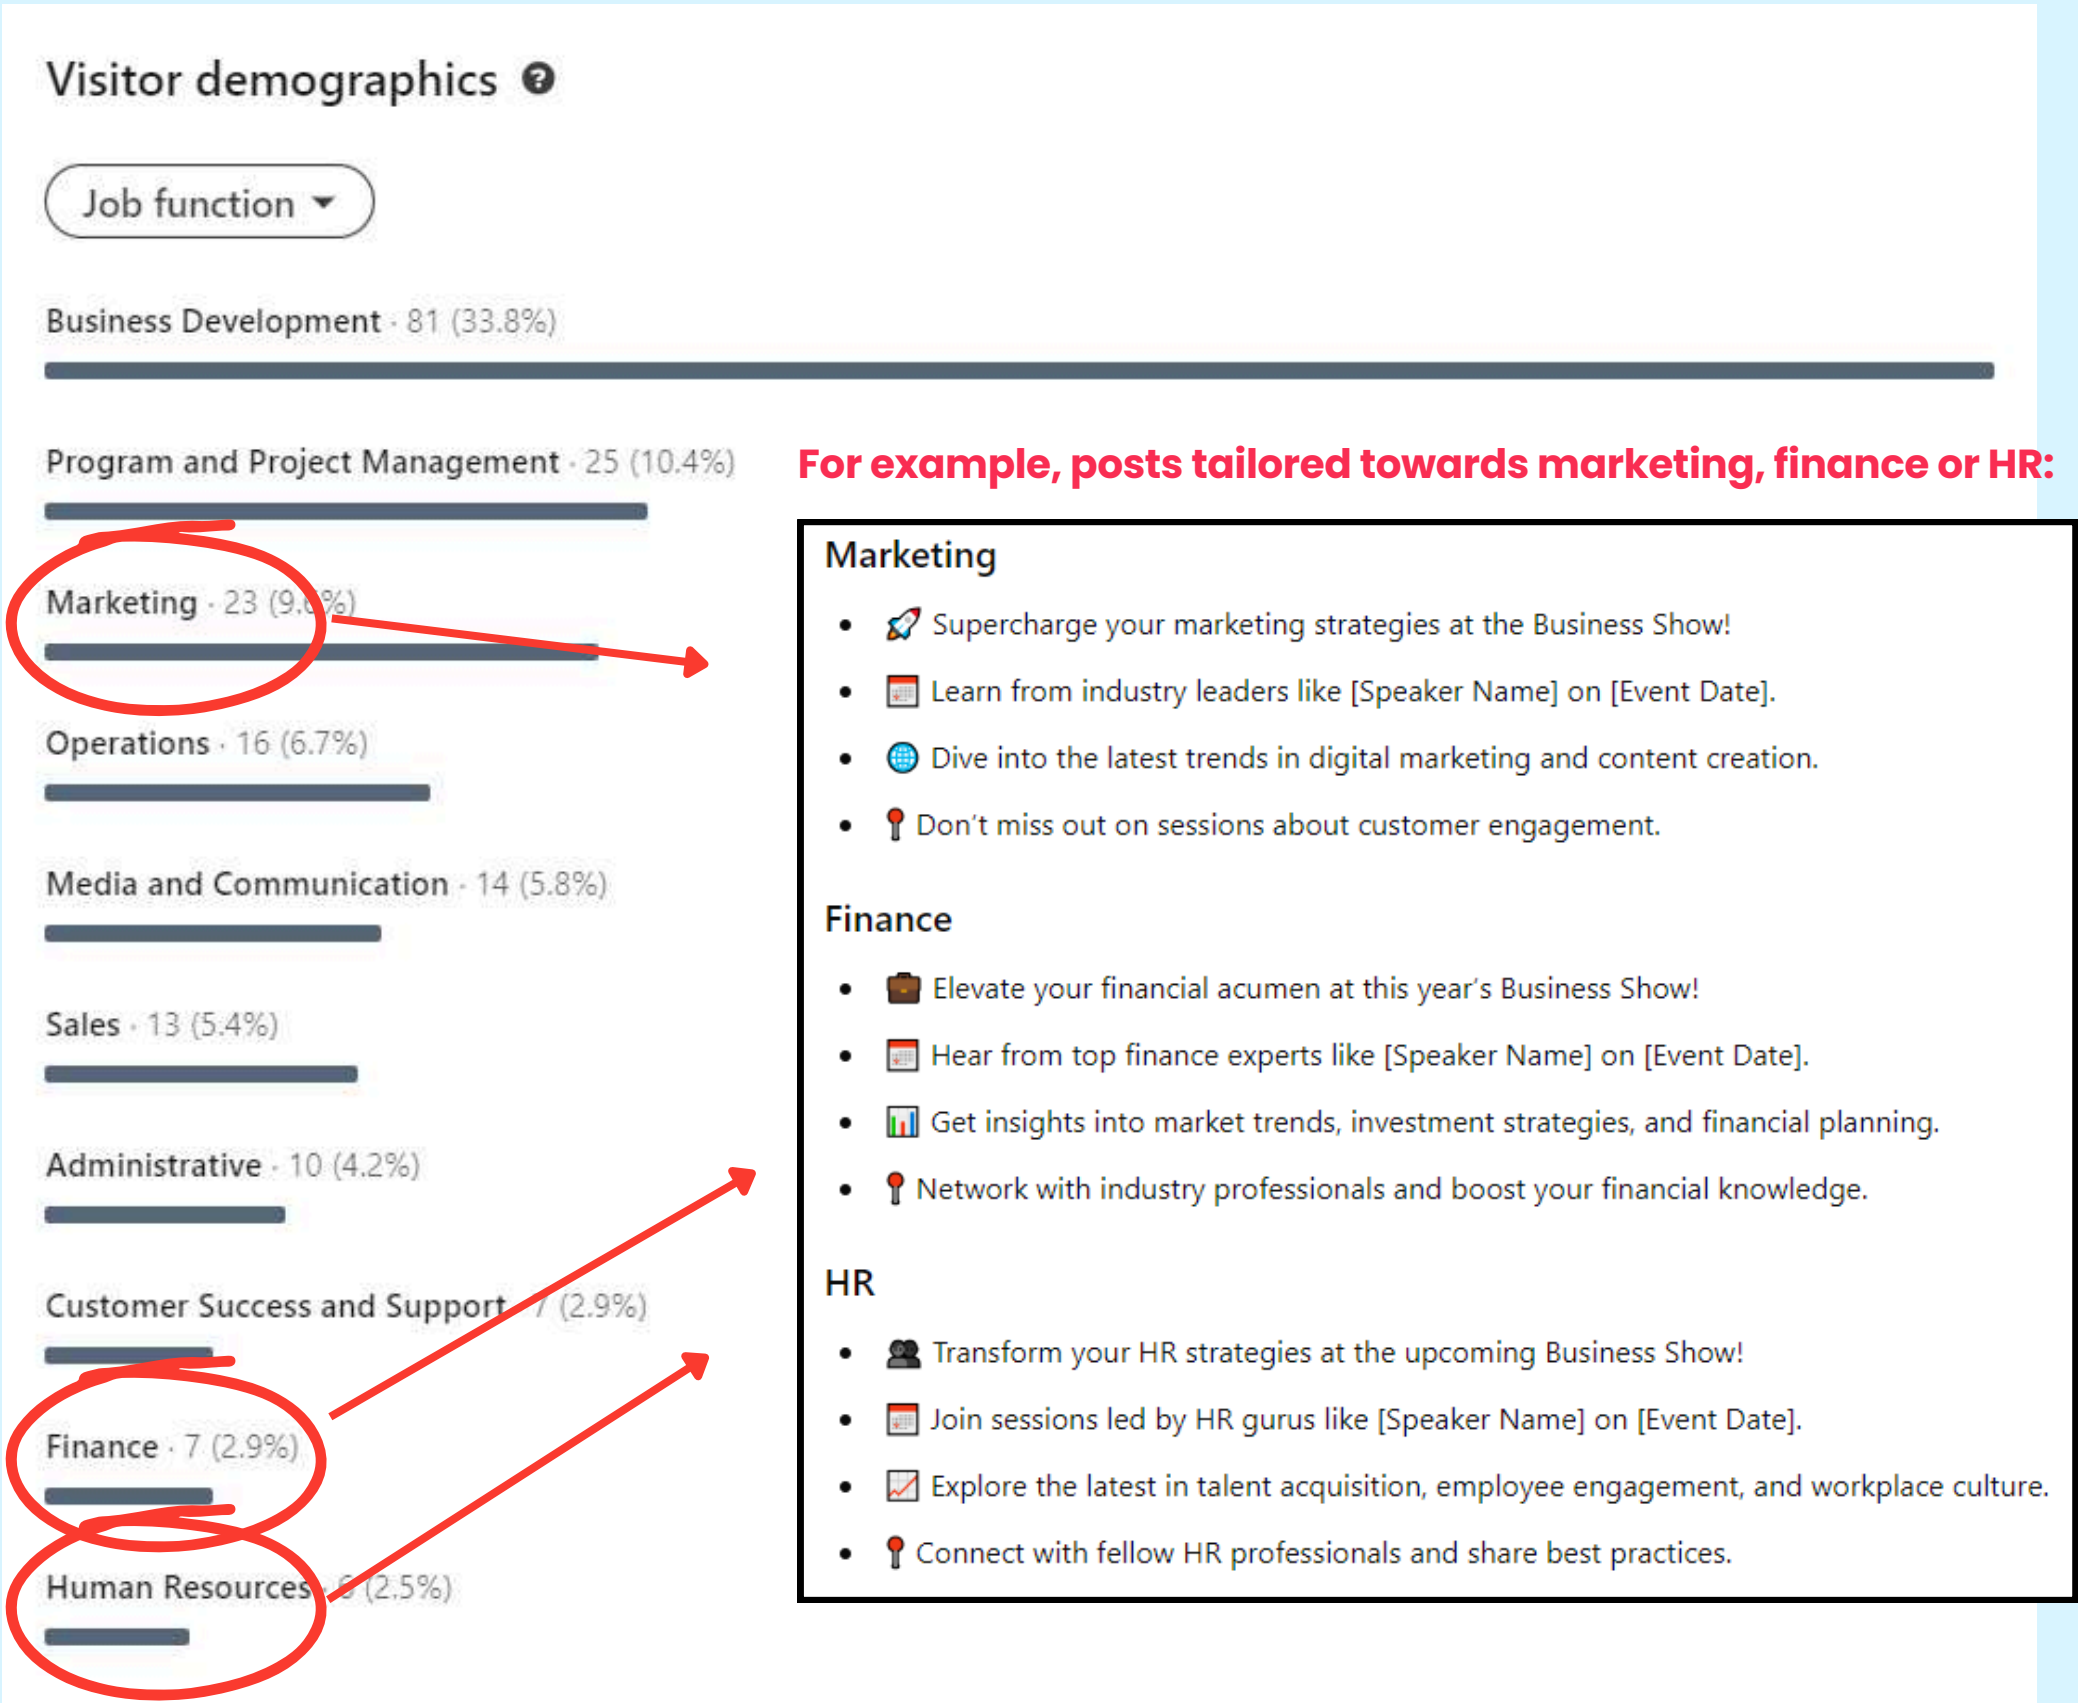 Visitor demographics ?
Job function
Business Development · 81 (33.8%)
Program and Project Management · 25 (10.4%)
For example, posts tailored towards marketing, finance or HR:
Marketing · 23 (9.6%)
Operations · 16 (6.7%)
Media and Communication · 14 (5.8%)
Sales · 13 (5.4%)
Administrative · 10 (4.2%)
Customer Success and Support · 7 (2.9%)
Finance · 7 (2.9%)
Human Resources · 6 (2.5%)
Marketing
• 🚀 Supercharge your marketing strategies at the Business Show!
• 📅 Learn from industry leaders like [Speaker Name] on [Event Date].
• 🌐 Dive into the latest trends in digital marketing and content creation.
• 📍 Don't miss out on sessions about customer engagement.
Finance
• 💼 Elevate your financial acumen at this year's Business Show!
• 📅 Hear from top finance experts like [Speaker Name] on [Event Date].
• 📊 Get insights into market trends, investment strategies, and financial planning.
• 📍 Network with industry professionals and boost your financial knowledge.
HR
• 👥 Transform your HR strategies at the upcoming Business Show!
• 📅 Join sessions led by HR gurus like [Speaker Name] on [Event Date].
• 📈 Explore the latest in talent acquisition, employee engagement, and workplace culture.
• 📍 Connect with fellow HR professionals and share best practices.